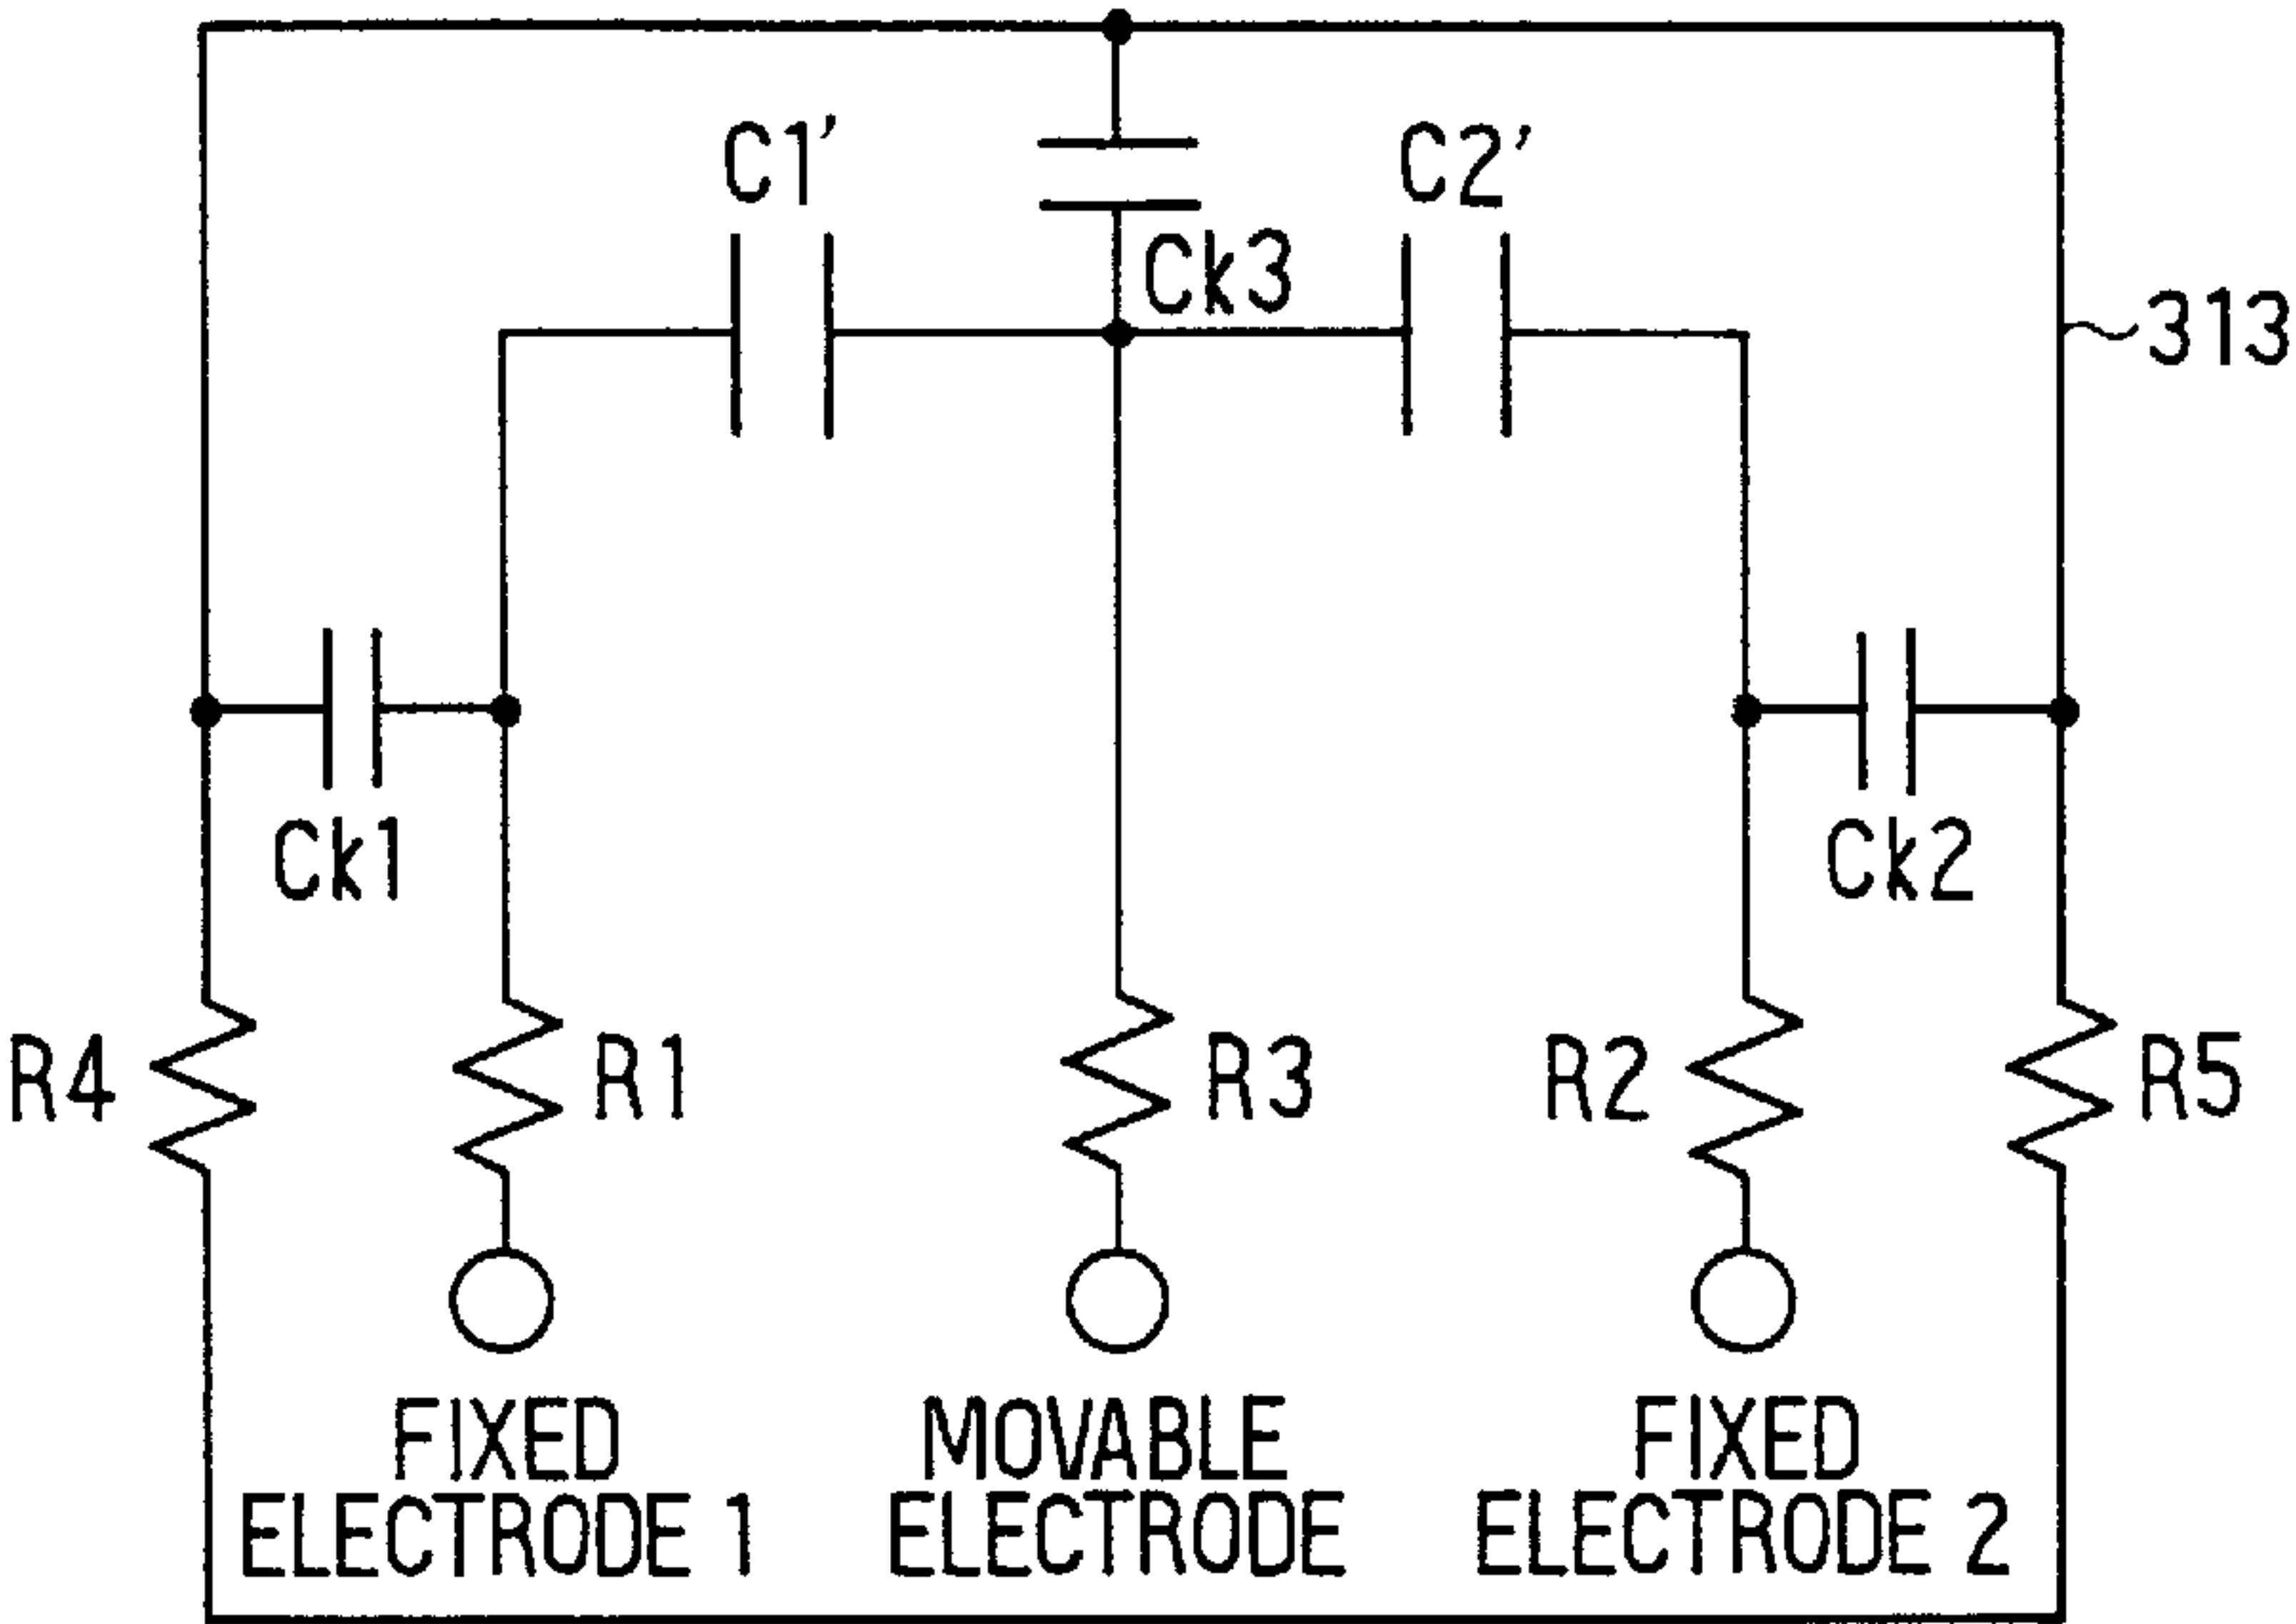 C1′
C2′
Ck3
313
Ck1
Ck2
R4
R1
R3
R2
R5
FIXED
ELECTRODE 1
MOVABLE
ELECTRODE
FIXED
ELECTRODE 2